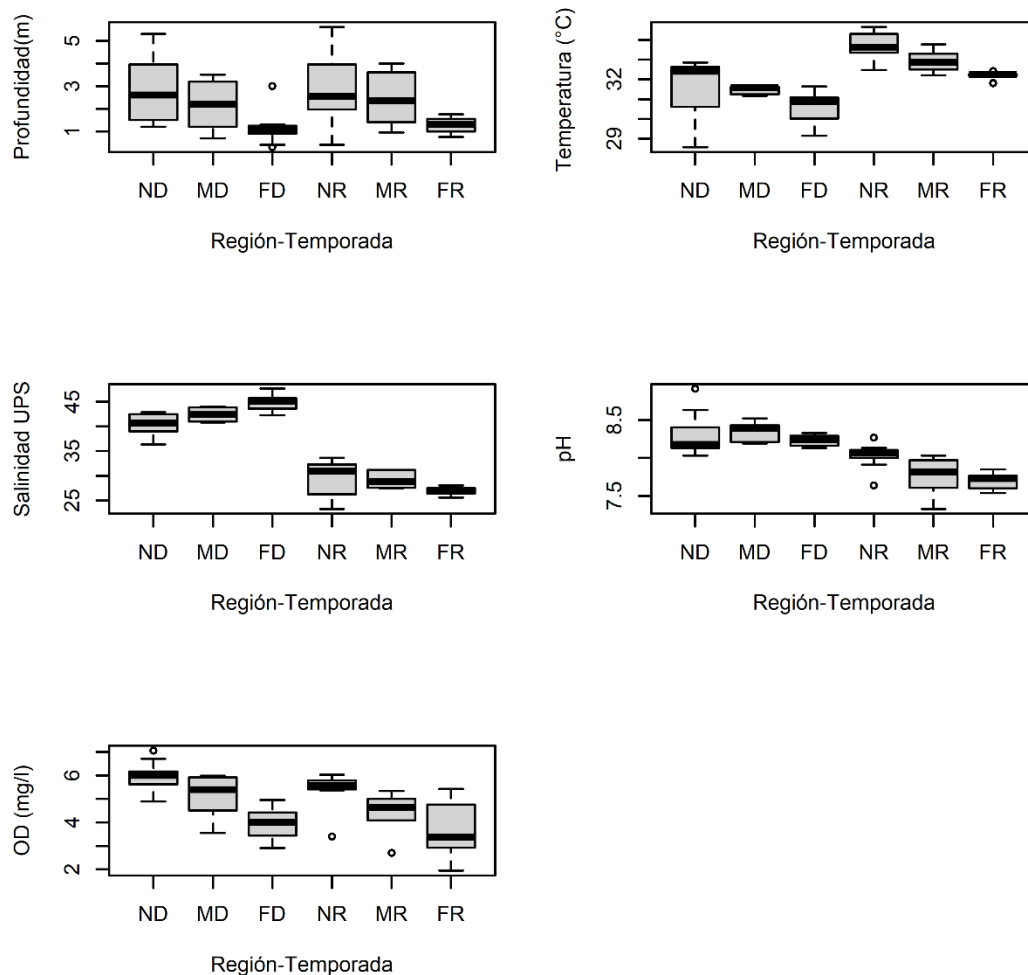 Profundidad(m)
5
3
1
ND MD FD NR MR FR
Región-Temporada
Temperatura (°C)
32
29
ND MD FD NR MR FR
Región-Temporada
Salinidad UPS
45
35
25
ND MD FD NR MR FR
Región-Temporada
pH
8.5
7.5
ND MD FD NR MR FR
Región-Temporada
OD (mg/l)
6
4
2
ND MD FD NR MR FR
Región-Temporada